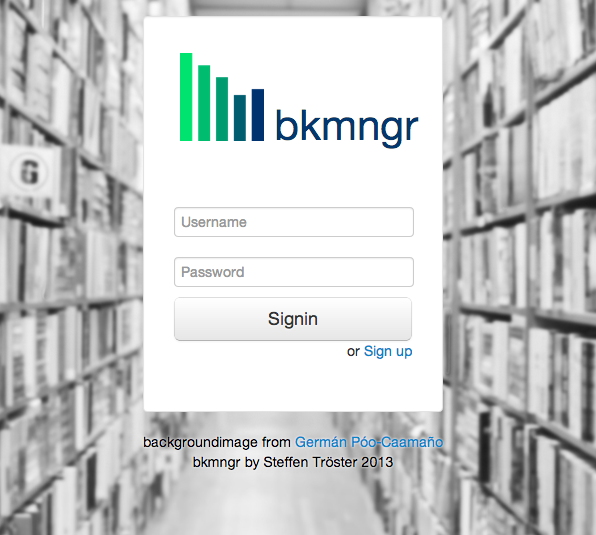 bkmngr
Username
Password
Signin
or Sign up
backgroundimage from Germán Póo-Caamaño
bkmngr by Steffen Tröster 2013